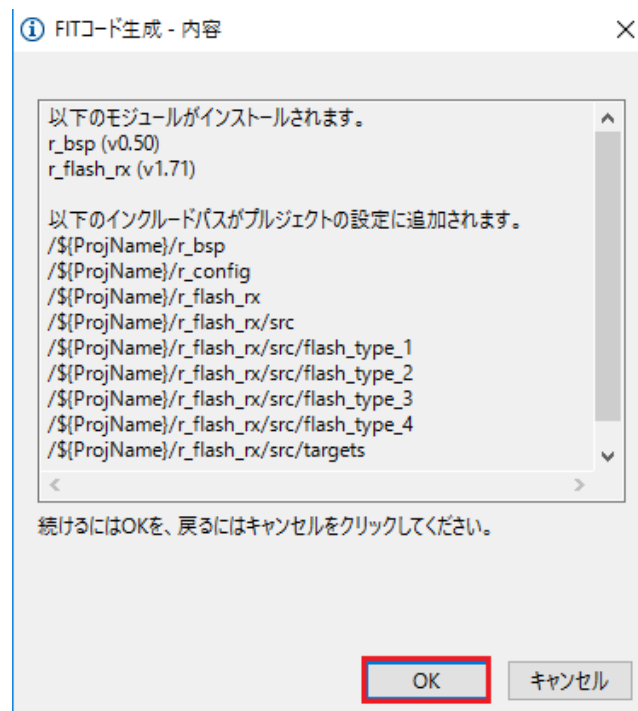 FITコード生成 - 内容
以下のモジュールがインストールされます。
r_bsp (v0.50)
r_flash_rx (v1.71)
以下のインクルードパスがプルジェクトの設定に追加されます。
/${ProjName}/r_bsp
/${ProjName}/r_config
/${ProjName}/r_flash_rx
/${ProjName}/r_flash_rx/src
/${ProjName}/r_flash_rx/src/flash_type_1
/${ProjName}/r_flash_rx/src/flash_type_2
/${ProjName}/r_flash_rx/src/flash_type_3
/${ProjName}/r_flash_rx/src/flash_type_4
/${ProjName}/r_flash_rx/src/targets
続けるにはOKを、戻るにはキャンセルをクリックしてください。
OK キャンセル